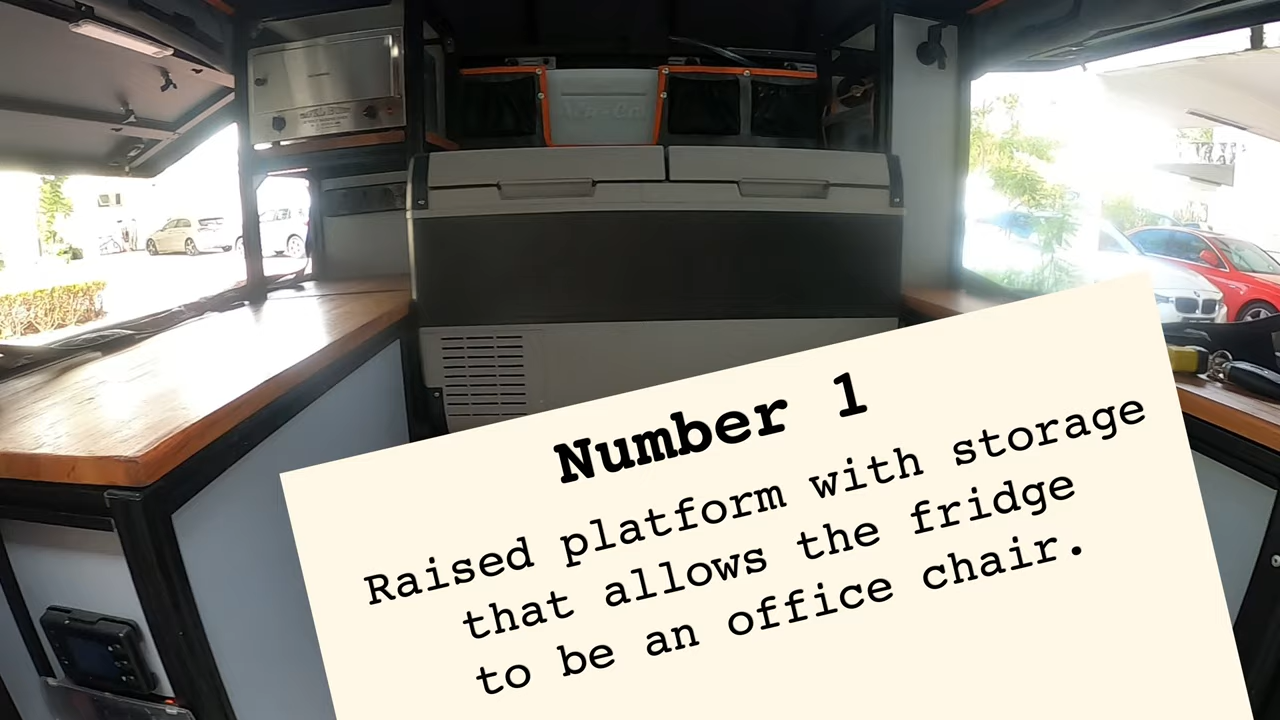 Number 1
Raised platform with storage
that allows the fridge
to be an office chair.